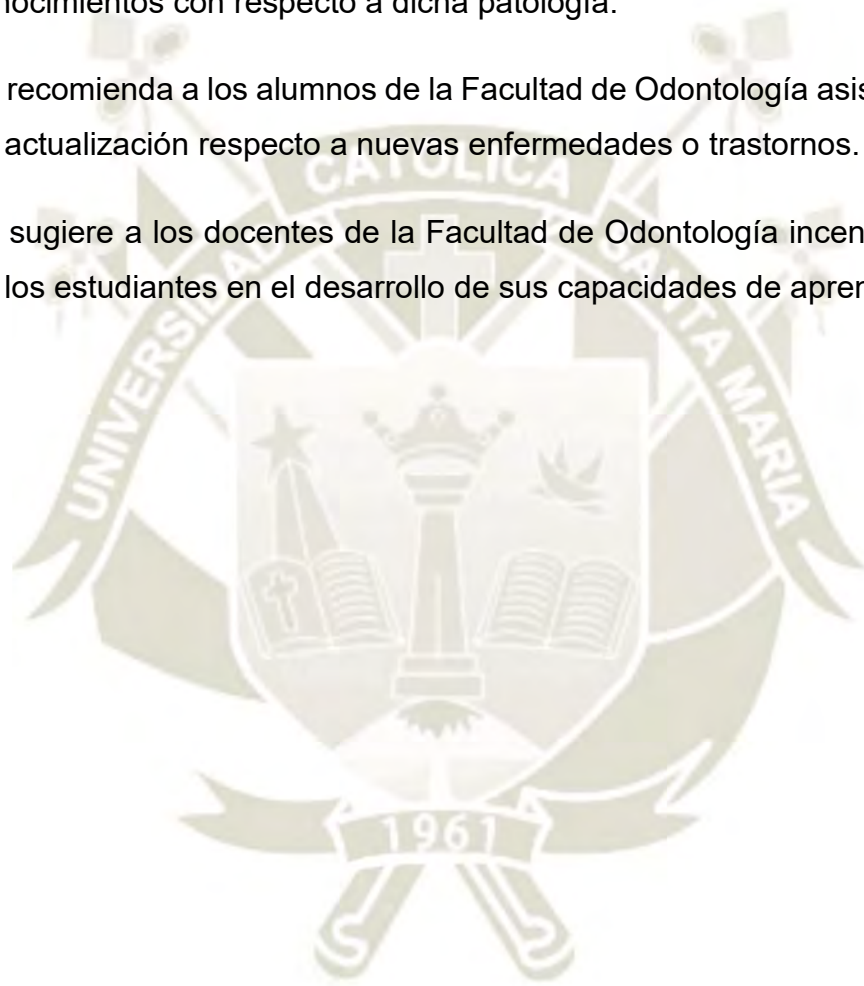 nocimientos con respecto a dicha patología.
recomienda a los alumnos de la Facultad de Odontología asis
actualización respecto a nuevas enfermedades o trastornos.
sugiere a los docentes de la Facultad de Odontología incen
los estudiantes en el desarrollo de sus capacidades de apren
UNIVERSIDAD CATOLICA SANTA MARIA
1961